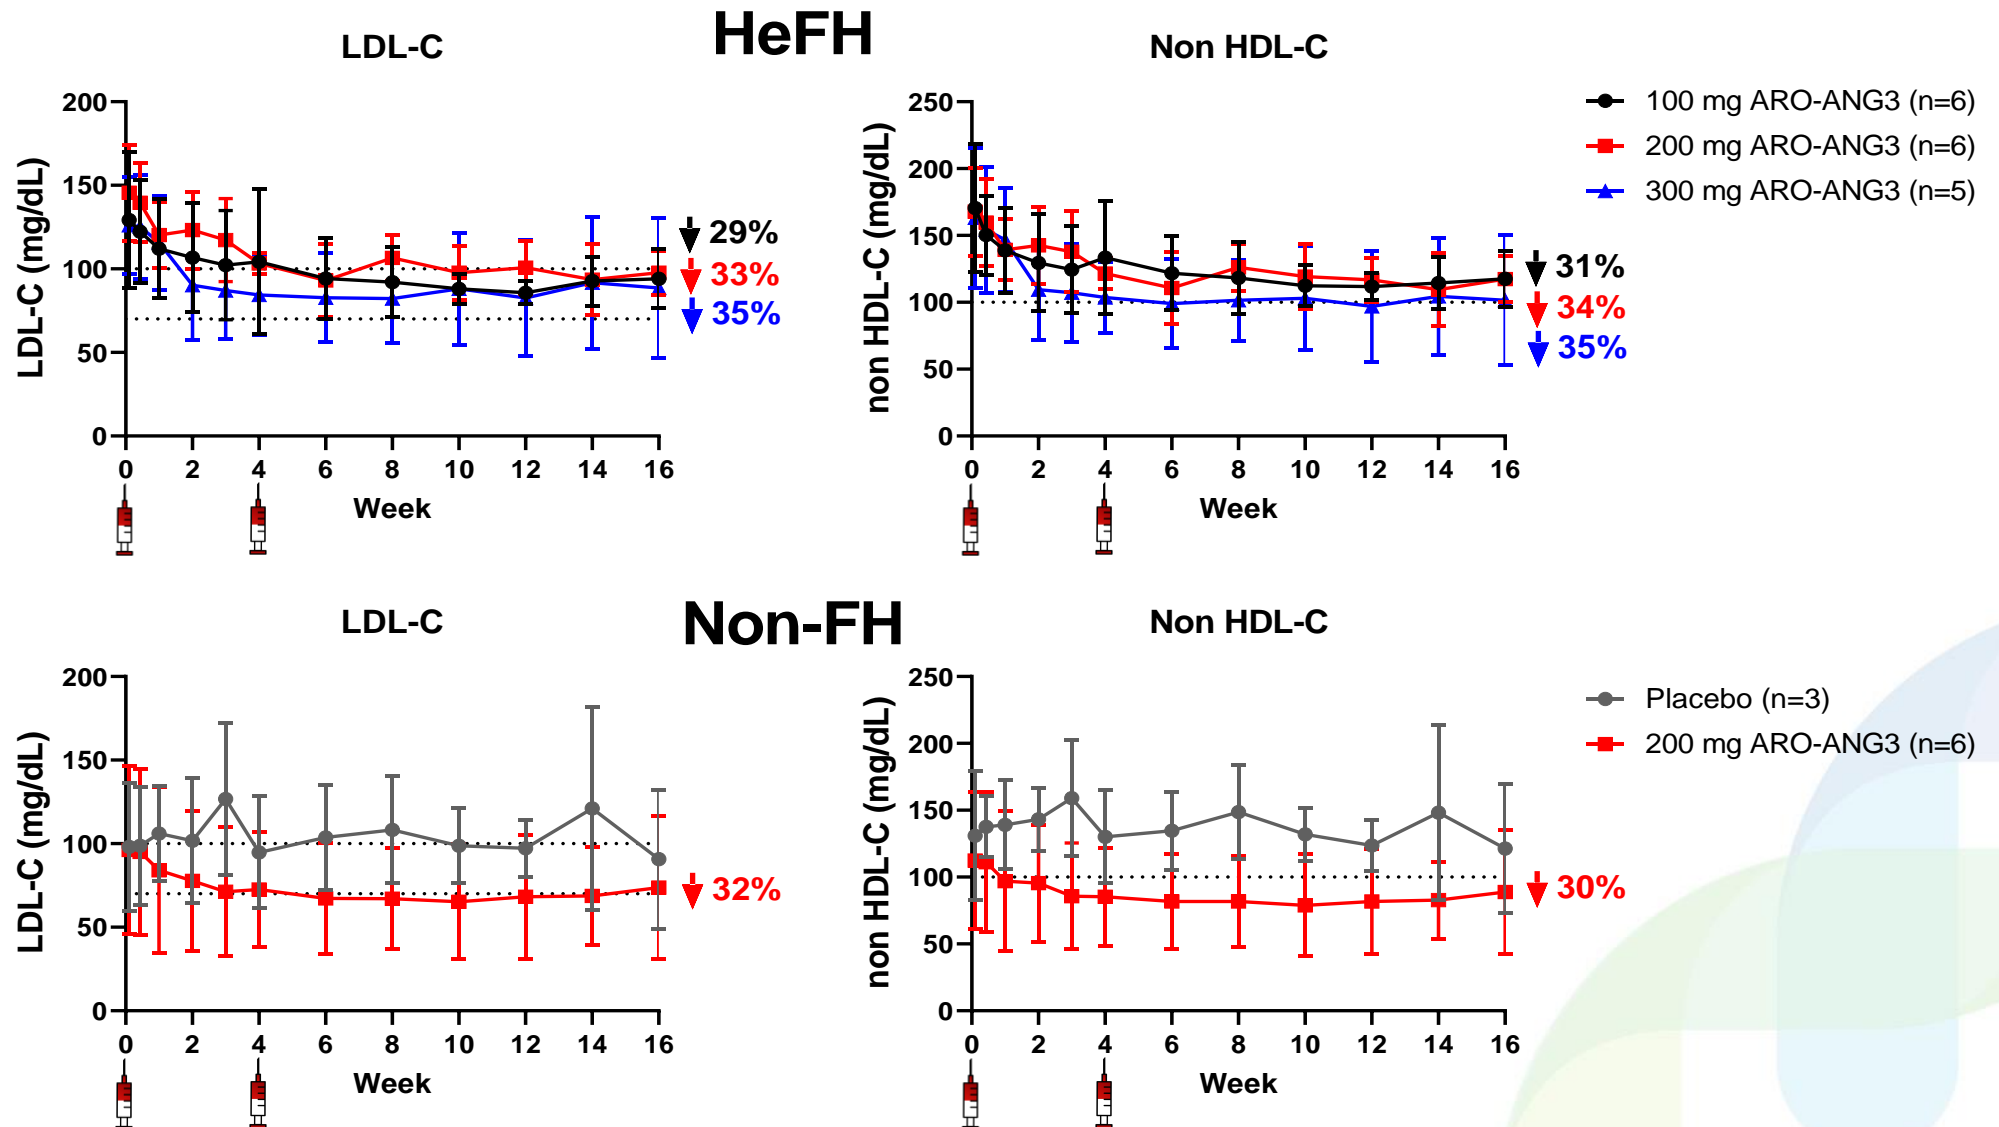 HeFH
LDL-C
Non HDL-C
LDL-C (mg/dL)
200
150
100
50
0
0 2 4 6 8 10 12 14 16
Week
29%
33%
35%
non HDL-C (mg/dL)
250
200
150
100
50
0
0 2 4 6 8 10 12 14 16
Week
31%
34%
35%
100 mg ARO-ANG3 (n=6)
200 mg ARO-ANG3 (n=6)
300 mg ARO-ANG3 (n=5)
Non-FH
LDL-C
Non HDL-C
LDL-C (mg/dL)
200
150
100
50
0
0 2 4 6 8 10 12 14 16
Week
32%
non HDL-C (mg/dL)
250
200
150
100
50
0
0 2 4 6 8 10 12 14 16
Week
30%
Placebo (n=3)
200 mg ARO-ANG3 (n=6)